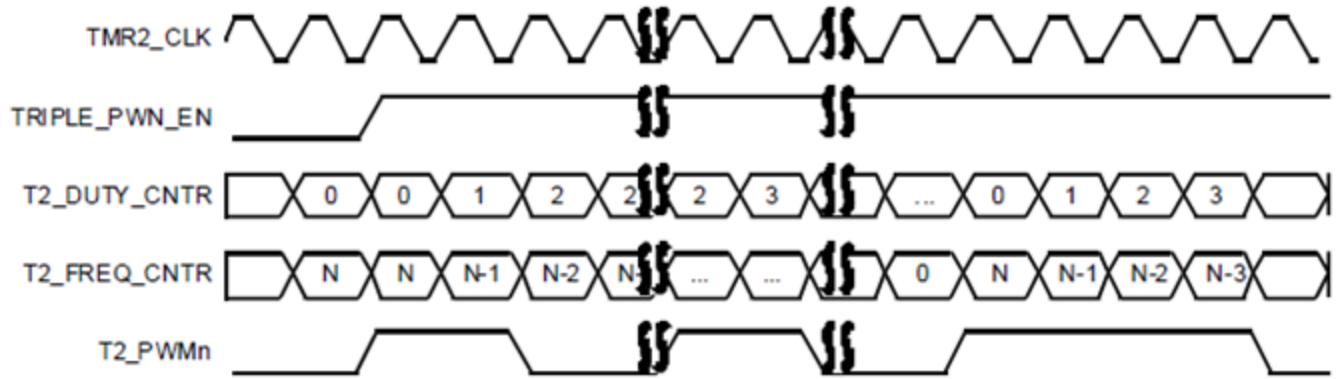 TMR2_CLK
TRIPLE_PWN_EN
T2_DUTY_CNTR 0 0 1 2 2 2 3 ... 0 1 2 3
T2_FREQ_CNTR N N N-1 N-2 N- ... ... 0 N N-1 N-2 N-3
T2_PWMn